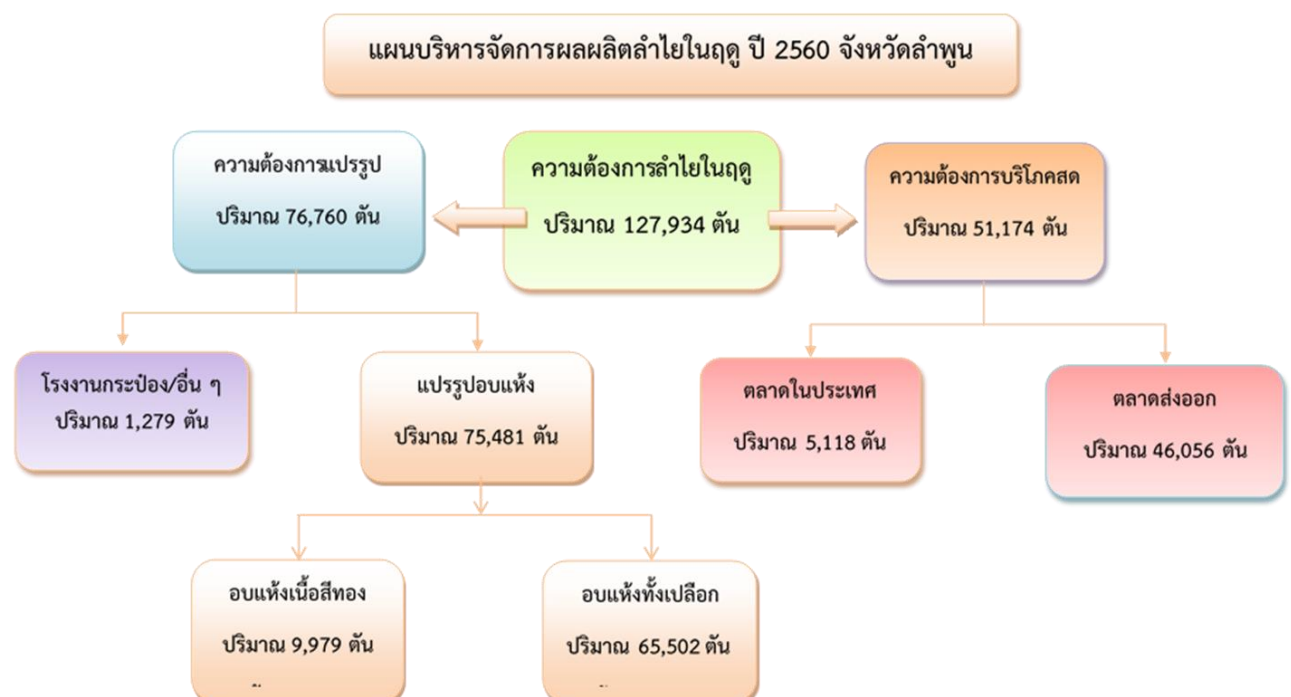 แผนบริหารจัดการผลผลิตลำไยในฤดู ปี 2560 จังหวัดลำพูน
ความต้องการแปรรูป
ปริมาณ 76,760 ตัน
ความต้องการลำไยในฤดู
ปริมาณ 127,934 ตัน
ความต้องการบริโภคสด
ปริมาณ 51,174 ตัน
โรงงานกระป๋อง/อื่น ๆ
ปริมาณ 1,279 ตัน
แปรรูปอบแห้ง
ปริมาณ 75,481 ตัน
ตลาดในประเทศ
ปริมาณ 5,118 ตัน
ตลาดส่งออก
ปริมาณ 46,056 ตัน
อบแห้งเนื้อสีทอง
ปริมาณ 9,979 ตัน
อบแห้งทั้งเปลือก
ปริมาณ 65,502 ตัน